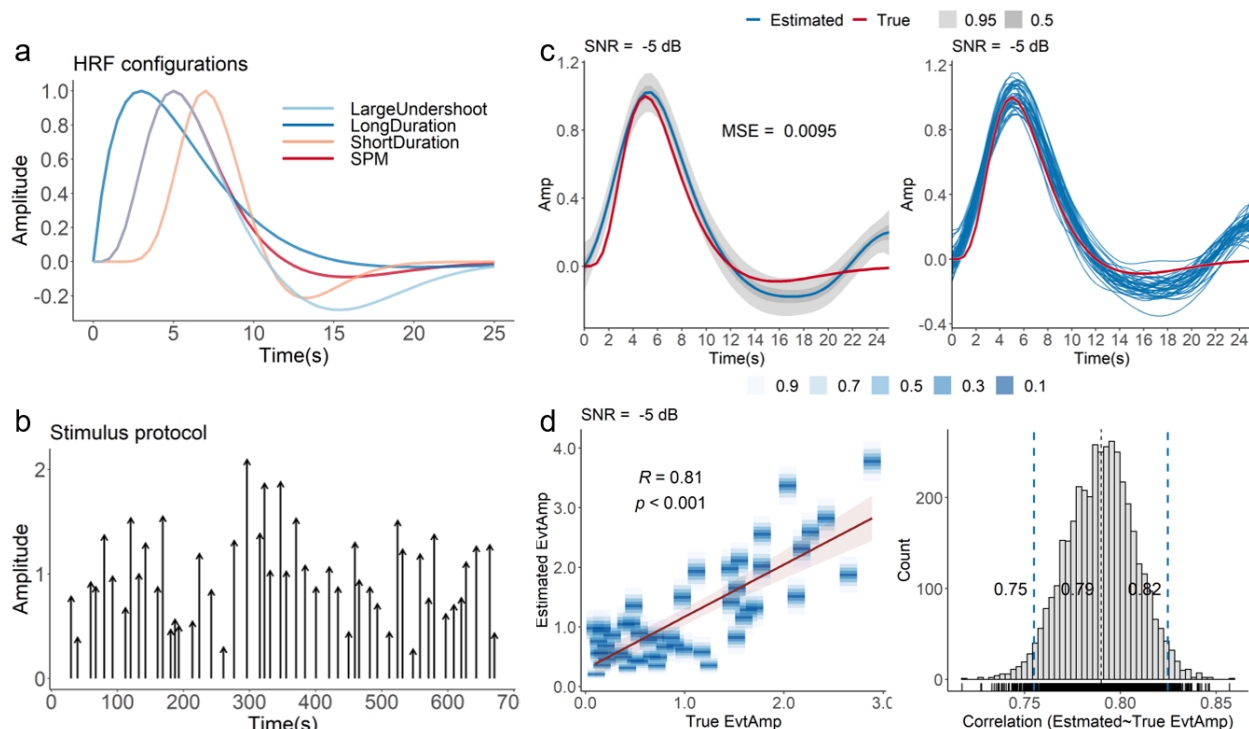 Estimated True 0.95 0.5
a
HRF configurations
1.0
0.8
0.6
0.4
0.2
0.0
-0.2
Amplitude
LargeUndershoot
LongDuration
ShortDuration
SPM
0 5 10 15 20 25
Time(s)
c
SNR = -5 dB
1.2
0.8
0.4
0.0
Amp
MSE = 0.0095
0 2 4 6 8 10 12 14 16 18 20 22 24
Time(s)
SNR = -5 dB
1.2
0.8
0.4
0.0
-0.4
Amp
0 2 4 6 8 10 12 14 16 18 20 22 24
Time(s)
0.9 0.7 0.5 0.3 0.1
b
Stimulus protocol
2
1
0
Amplitude
0 100 200 300 400 500 600 70
Time(s)
d
SNR = -5 dB
4.0
3.0
2.0
1.0
0.0
Estimated EvtAmp
R = 0.81
p < 0.001
0.0 1.0 2.0 3.0
True EvtAmp
200
100
0
Count
0.75 0.79 0.82
0.75 0.80 0.85
Correlation (Estmated~True EvtAmp)